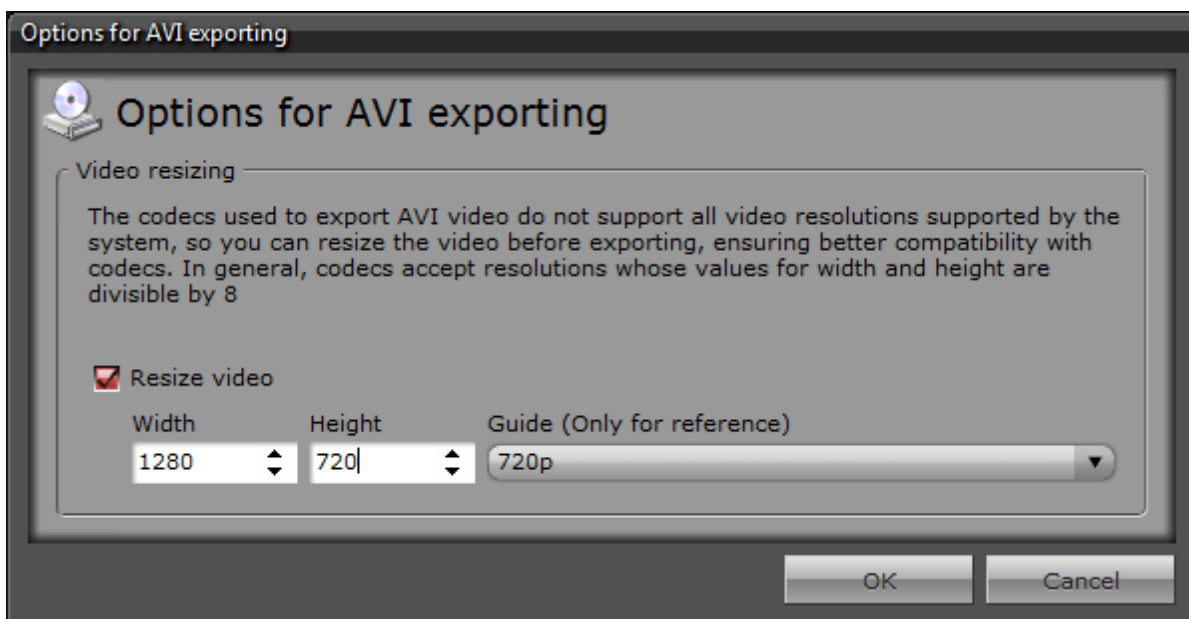 Options for AVI exporting
Options for AVI exporting
Video resizing
The codecs used to export AVI video do not support all video resolutions supported by the
system, so you can resize the video before exporting, ensuring better compatibility with
codecs. In general, codecs accept resolutions whose values for width and height are
divisible by 8
Resize video
Width Height Guide (Only for reference)
1280 720 720p
OK Cancel